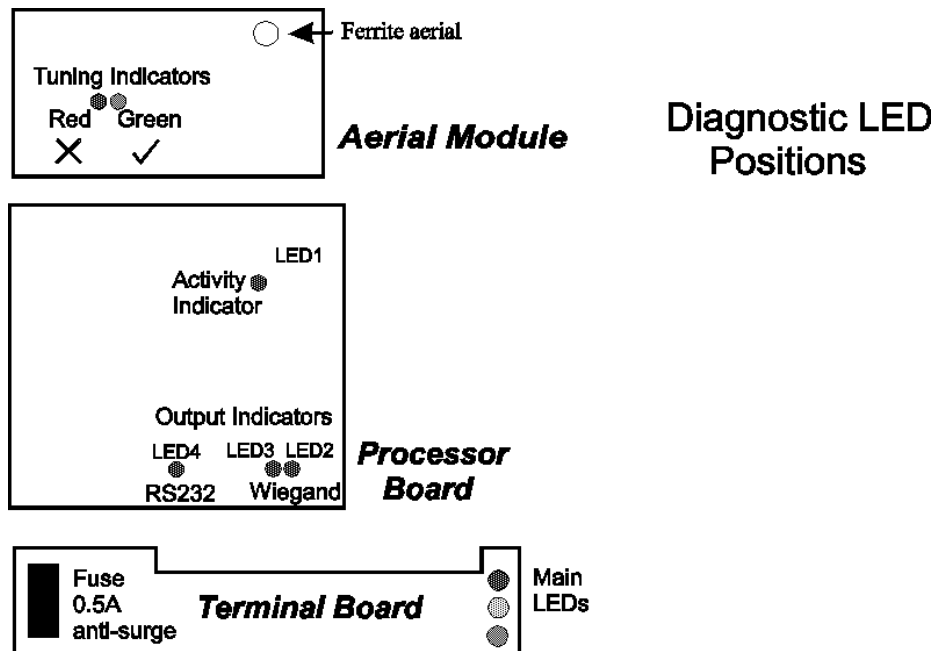 Ferrite aerial
Tuning Indicators
Red Green
Aerial Module
Diagnostic LED
Positions
LED1
Activity
Indicator
Output Indicators
LED4 LED3 LED2
RS232 Wiegand
Processor
Board
Fuse
0.5A
anti-surge
Terminal Board
Main
LEDs